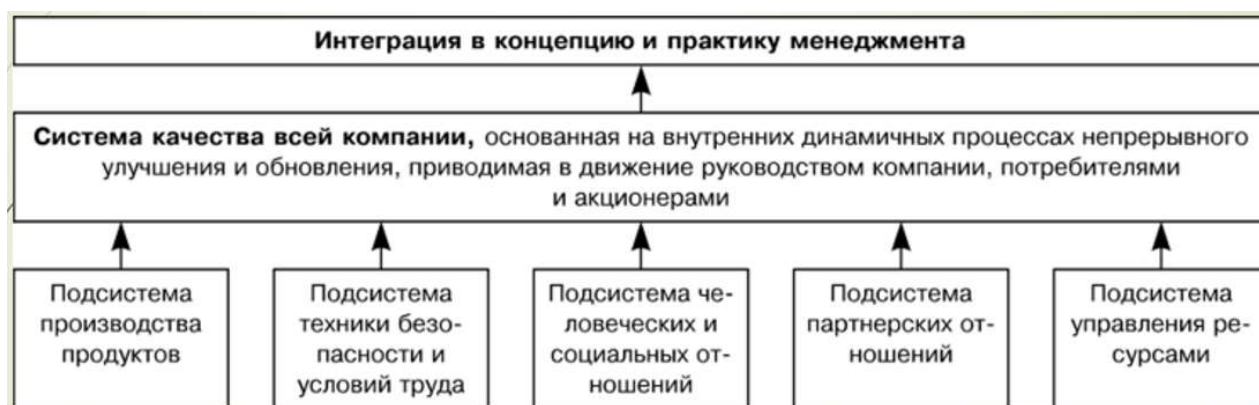 Интеграция в концепцию и практику менеджмента
Система качества всей компании, основанная на внутренних динамичных процессах непрерывного
улучшения и обновления, приводимая в движение руководством компании, потребителями
и акционерами
Подсистема
производства
продуктов
Подсистема
техники безо-
пасности и
условий труда
Подсистема че-
ловеческих и
социальных от-
ношений
Подсистема
партнерских от-
ношений
Подсистема
управления ре-
сурсами